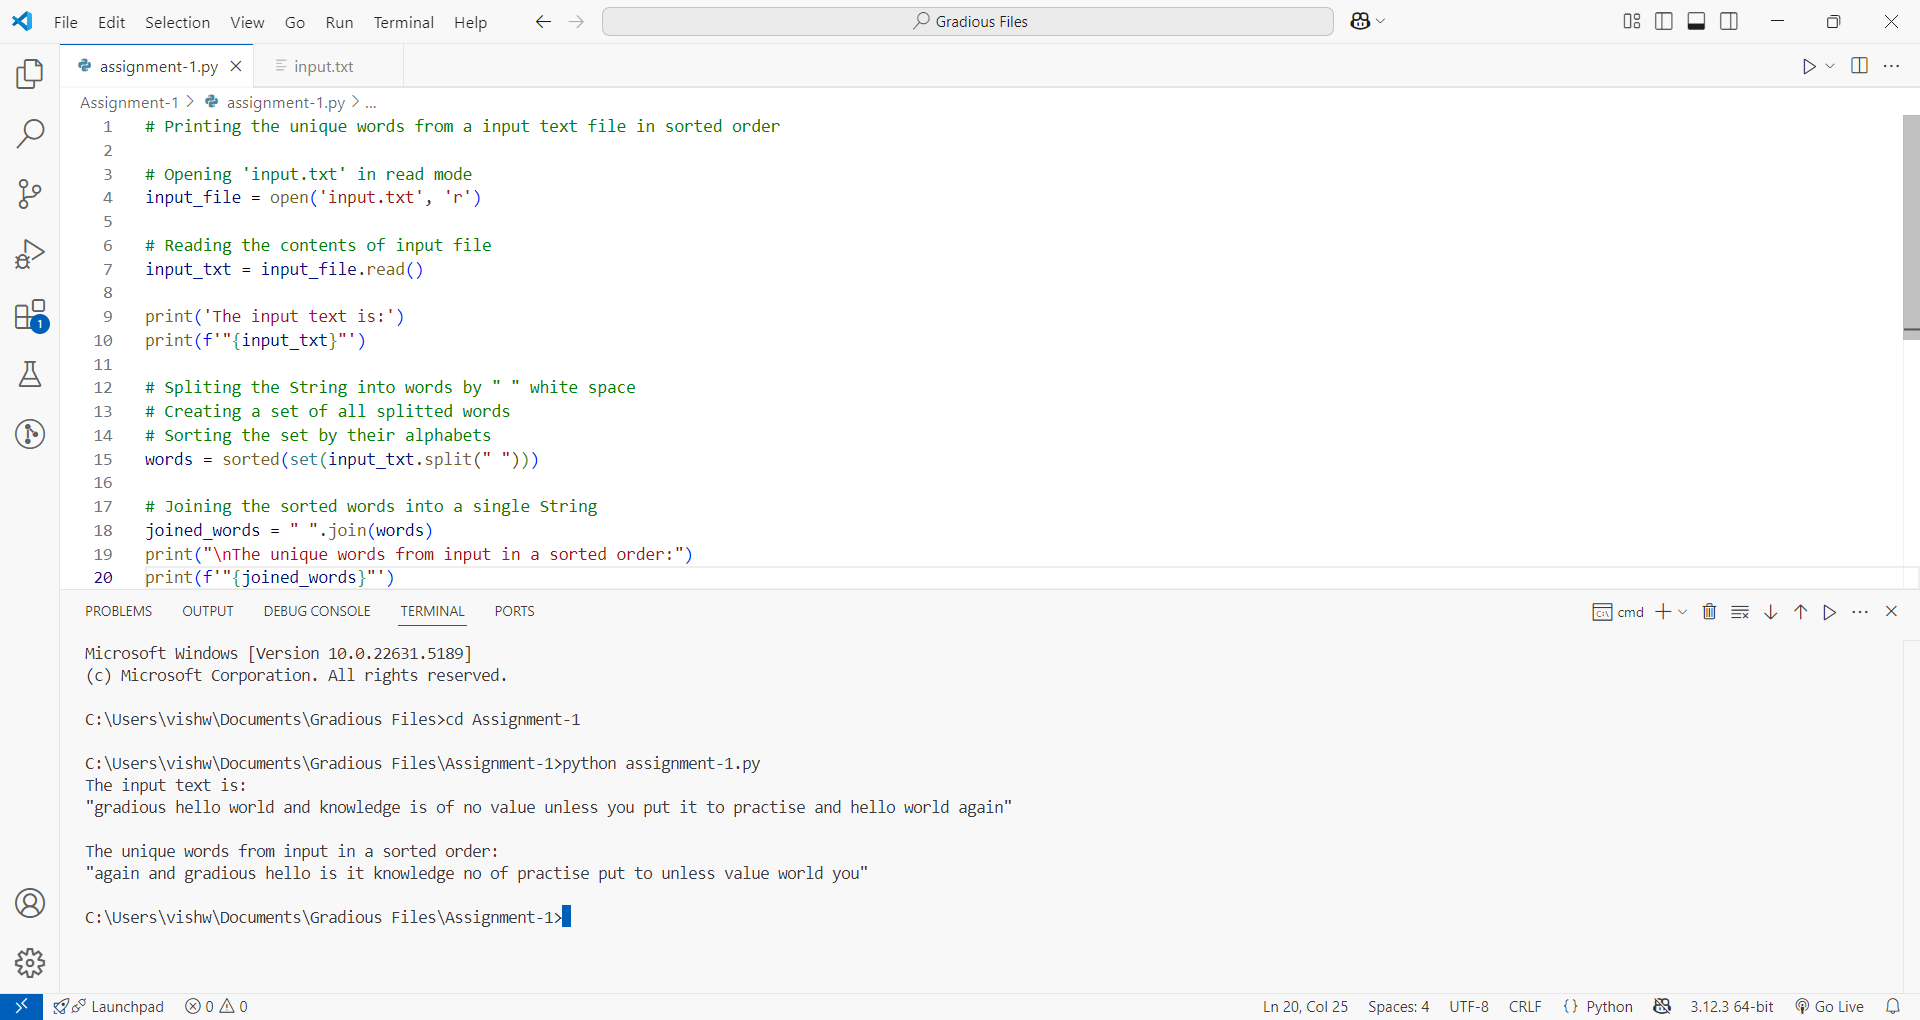 File Edit Selection View Go Run Terminal Help Gradious Files
assignment-1.py input.txt
Assignment-1 > assignment-1.py > ...
1 # Printing the unique words from a input text file in sorted order
2
3 # Opening 'input.txt' in read mode
4 input_file = open('input.txt', 'r')
5
6 # Reading the contents of input file
7 input_txt = input_file.read()
8
9 print('The input text is:')
10 print(f'"{input_txt}"')
11
12 # Spliting the String into words by " " white space
13 # Creating a set of all splitted words
14 # Sorting the set by their alphabets
15 words = sorted(set(input_txt.split(" ")))
16
17 # Joining the sorted words into a single String
18 joined_words = " ".join(words)
19 print("\nThe unique words from input in a sorted order:")
20 print(f'"{joined_words}"')
1
PROBLEMS OUTPUT DEBUG CONSOLE TERMINAL PORTS cmd
Microsoft Windows [Version 10.0.22631.5189]
(c) Microsoft Corporation. All rights reserved.
C:\Users\vishw\Documents\Gradious Files>cd Assignment-1
C:\Users\vishw\Documents\Gradious Files\Assignment-1>python assignment-1.py
The input text is:
"gradious hello world and knowledge is of no value unless you put it to practise and hello world again"
The unique words from input in a sorted order:
"again and gradious hello is it knowledge no of practise put to unless value world you"
C:\Users\vishw\Documents\Gradious Files\Assignment-1>
Launchpad 0 0 Ln 20, Col 25 Spaces: 4 UTF-8 CRLF {} Python 3.12.3 64-bit Go Live